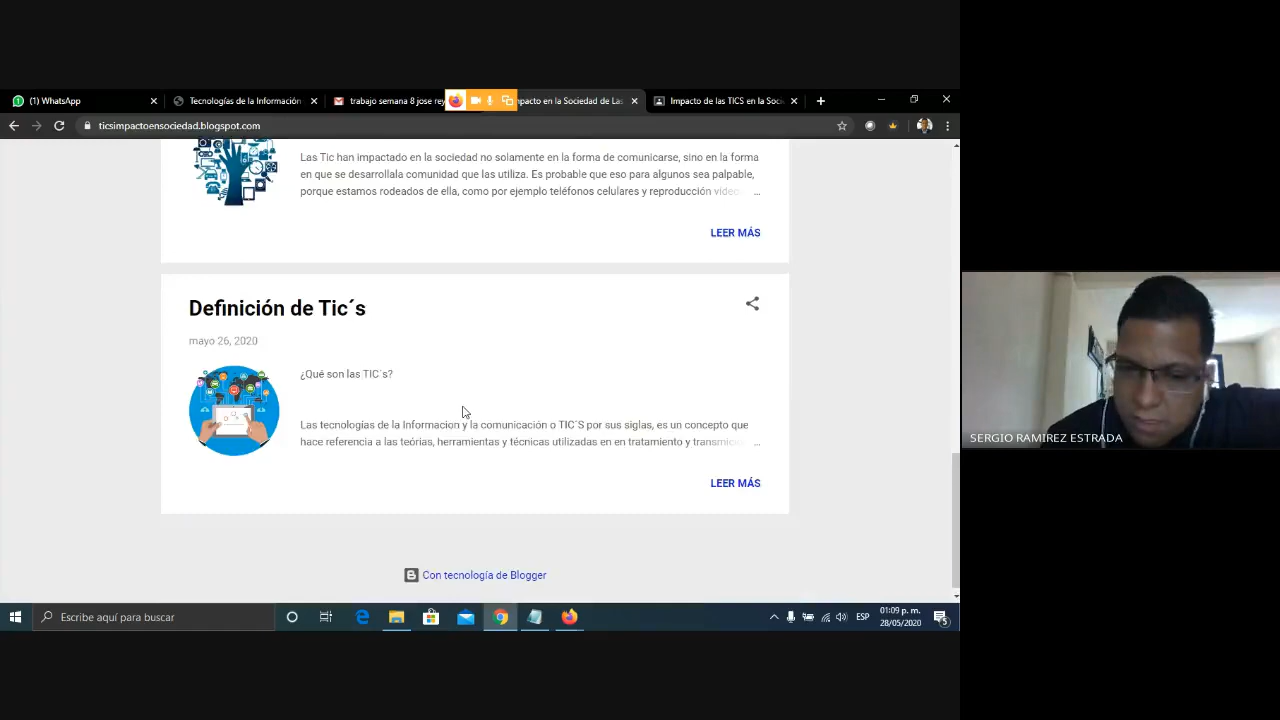 (1) WhatsApp
Tecnologías de la Información
trabajo semana 8 jose rey
mpacto en la Sociedad de Las
Impacto de las TICS en la Soci
ticsimpactoensociedad.blogspot.com
Las Tic han impactado en la sociedad no solamente en la forma de comunicarse, sino en la forma
en que se desarrollala comunidad que las utiliza. Es probable que eso para algunos sea palpable,
porque estamos rodeados de ella, como por ejemplo teléfonos celulares y reproducción video ...
LEER MÁS
Definición de Tic´s
mayo 26, 2020
¿Qué son las TIC´s?
Las tecnologías de la Informacion y la comunicación o TIC´S por sus siglas, es un concepto que
hace referencia a las teórias, herramientas y técnicas utilizadas en en tratamiento y transmici ...
LEER MÁS
Con tecnología de Blogger
SERGIO RAMIREZ ESTRADA
Escribe aquí para buscar
ESP
01:09 p. m.
28/05/2020
5